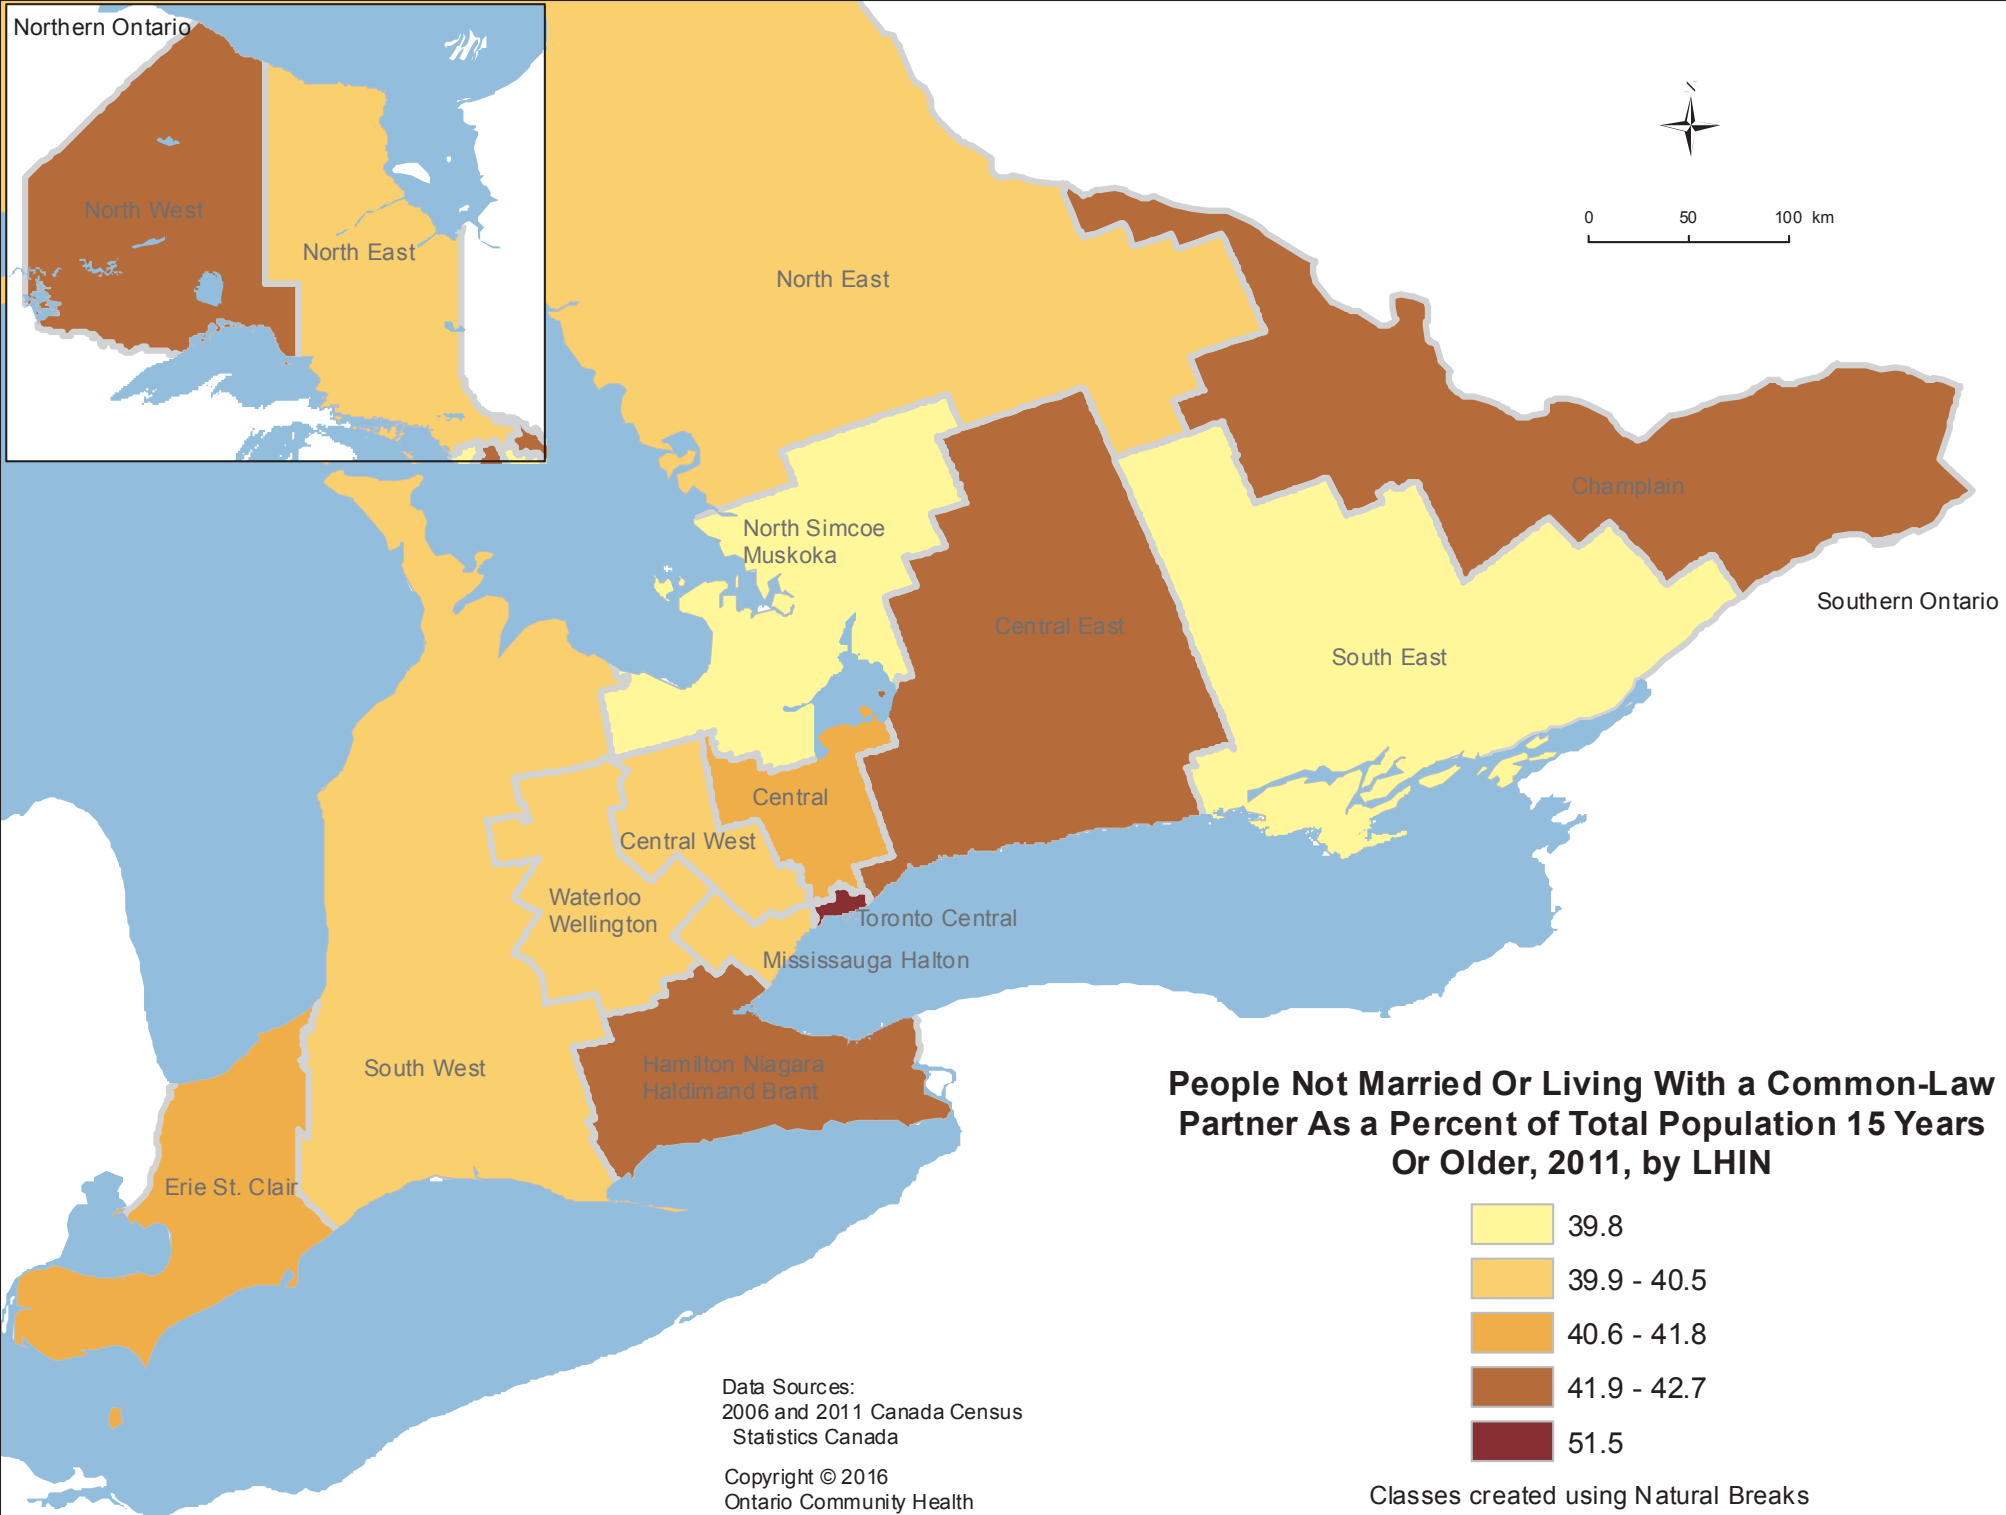 Northern Ontario
North West
North East
N
0 50 100 km
North East
Champlain
North Simcoe
Muskoka
Southern Ontario
Central East
South East
Central
Central West
Waterloo
Wellington
Toronto Central
Mississauga Halton
South West
Hamilton Niagara
Haldimand Brant
Erie St. Clair
People Not Married Or Living With a Common-Law
Partner As a Percent of Total Population 15 Years
Or Older, 2011, by LHIN
39.8
39.9 - 40.5
40.6 - 41.8
41.9 - 42.7
51.5
Classes created using Natural Breaks
Data Sources:
2006 and 2011 Canada Census
Statistics Canada
Copyright © 2016
Ontario Community Health